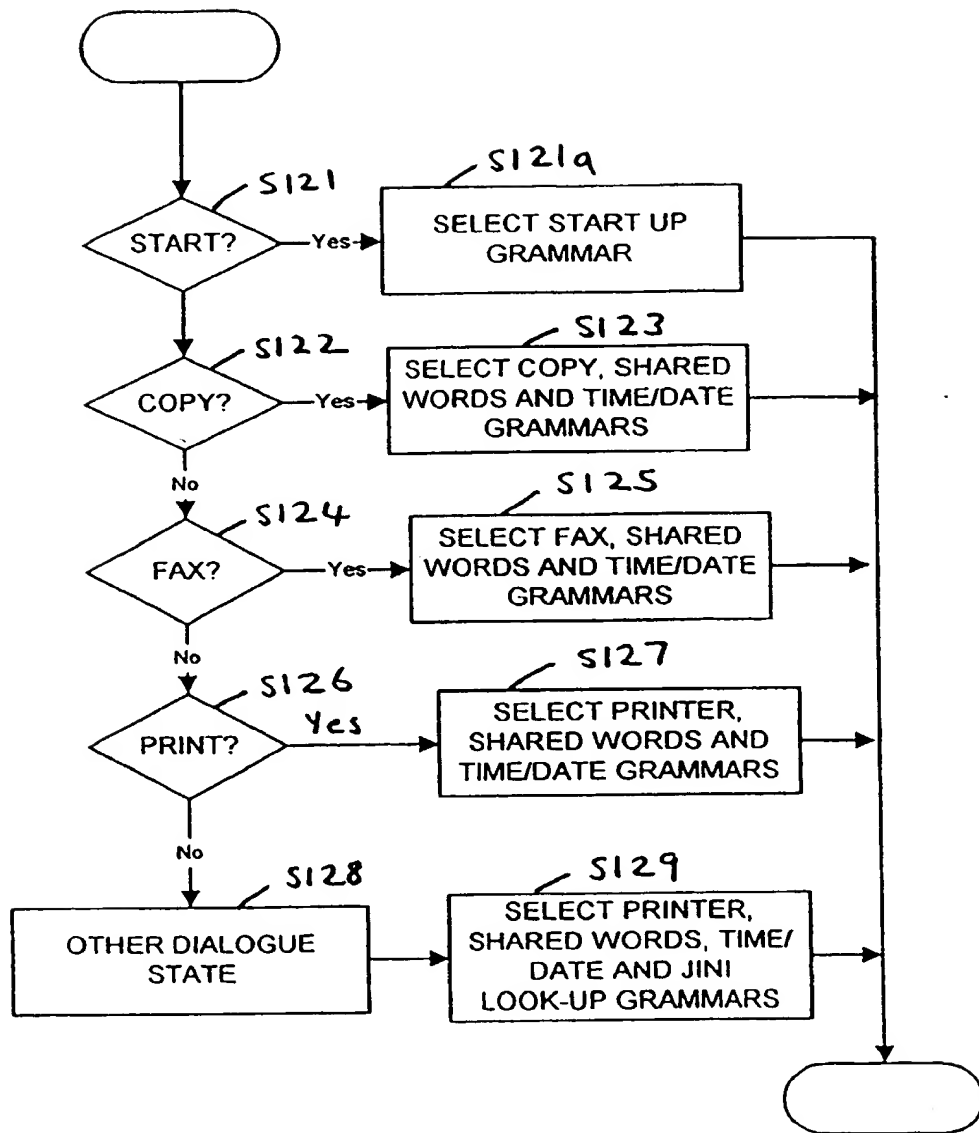 S121
S121a
START?
Yes
SELECT START UP
GRAMMAR
S122
S123
COPY?
Yes
SELECT COPY, SHARED
WORDS AND TIME/DATE
GRAMMARS
No
S124
S125
FAX?
Yes
SELECT FAX, SHARED
WORDS AND TIME/DATE
GRAMMARS
No
S126
S127
PRINT?
Yes
SELECT PRINTER,
SHARED WORDS AND
TIME/DATE GRAMMARS
No
S128
S129
OTHER DIALOGUE
STATE
SELECT PRINTER,
SHARED WORDS, TIME/
DATE AND JINI
LOOK-UP GRAMMARS